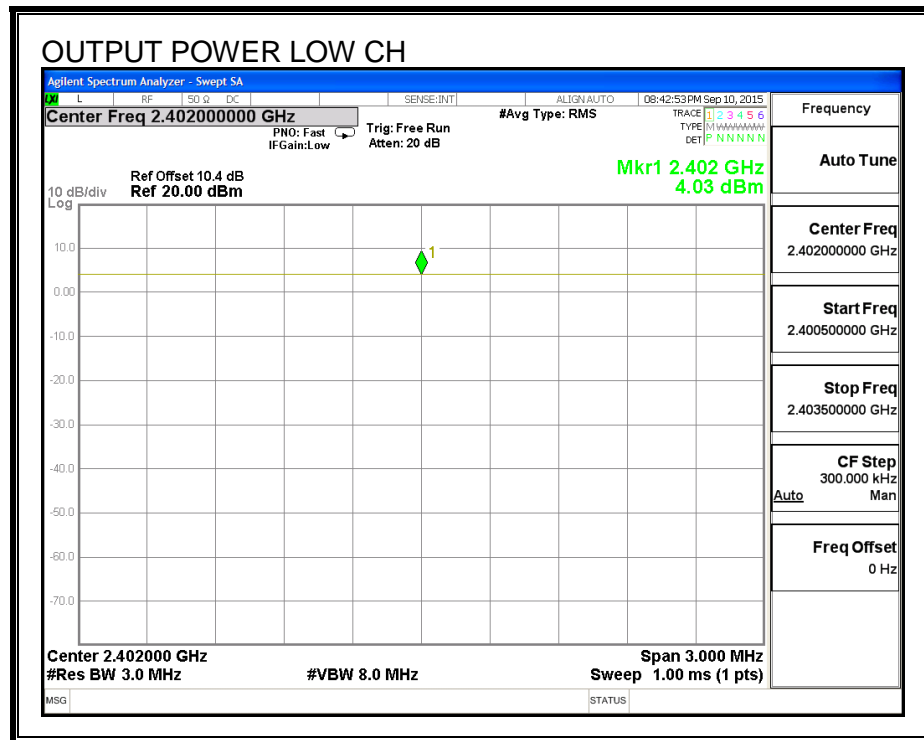 OUTPUT POWER LOW CH
Agilent Spectrum Analyzer - Swept SA
LXI L RF 50 Ω DC SENSE:INT ALIGN AUTO 08:42:53 PM Sep 10, 2015
Center Freq 2.402000000 GHz
#Avg Type: RMS
TRACE 1 2 3 4 5 6
PNO: Fast
Trig: Free Run
TYPE M WWWWW
IFGain:Low
Atten: 20 dB
DET P N N N N N
Mkr1 2.402 GHz
4.03 dBm
Ref Offset 10.4 dB
10 dB/div Ref 20.00 dBm
Log
10.0
1
0.00
-10.0
-20.0
-30.0
-40.0
-50.0
-60.0
-70.0
Center 2.402000 GHz Span 3.000 MHz
#Res BW 3.0 MHz #VBW 8.0 MHz Sweep 1.00 ms (1 pts)
MSG STATUS
Frequency
Auto Tune
Center Freq
2.402000000 GHz
Start Freq
2.400500000 GHz
Stop Freq
2.403500000 GHz
CF Step
300.000 kHz
Auto Man
Freq Offset
0 Hz